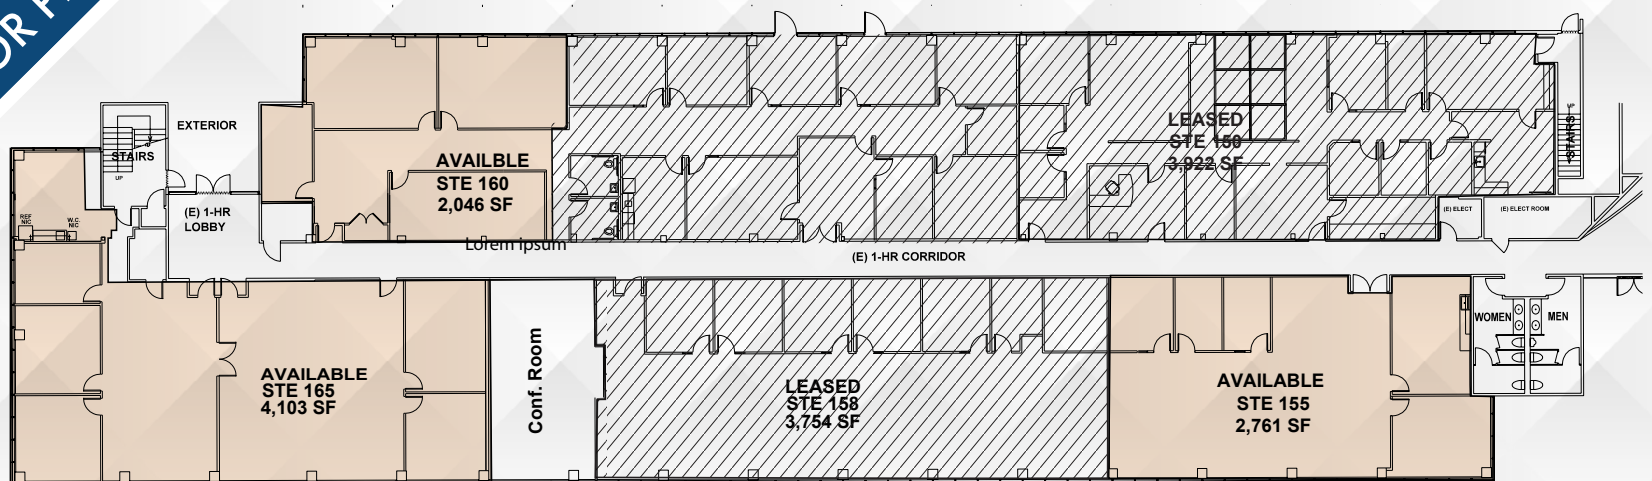 OR P
EXTERIOR
STAIRS
UP
(E) 1-HR
LOBBY
REF
NIC
W.C.
NIC
AVAILBLE
STE 160
2,046 SF
Lorem Ipsum
LEASED
STE 150
3,922 SF
UP
STAIRS
(E) ELECT
(E) ELECT ROOM
(E) 1-HR CORRIDOR
AVAILABLE
STE 165
4,103 SF
Conf. Room
LEASED
STE 158
3,754 SF
AVAILABLE
STE 155
2,761 SF
WOMEN
MEN